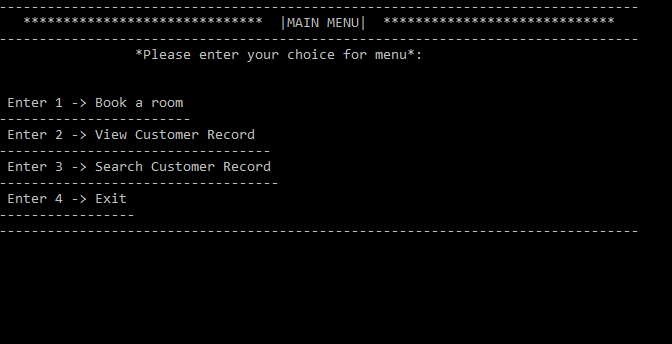 --------------------------------------------------------------------------------
****************************** |MAIN MENU| *****************************
--------------------------------------------------------------------------------
*Please enter your choice for menu*:
Enter 1 -> Book a room
------------------------
Enter 2 -> View Customer Record
----------------------------------
Enter 3 -> Search Customer Record
-----------------------------------
Enter 4 -> Exit
-----------------
--------------------------------------------------------------------------------